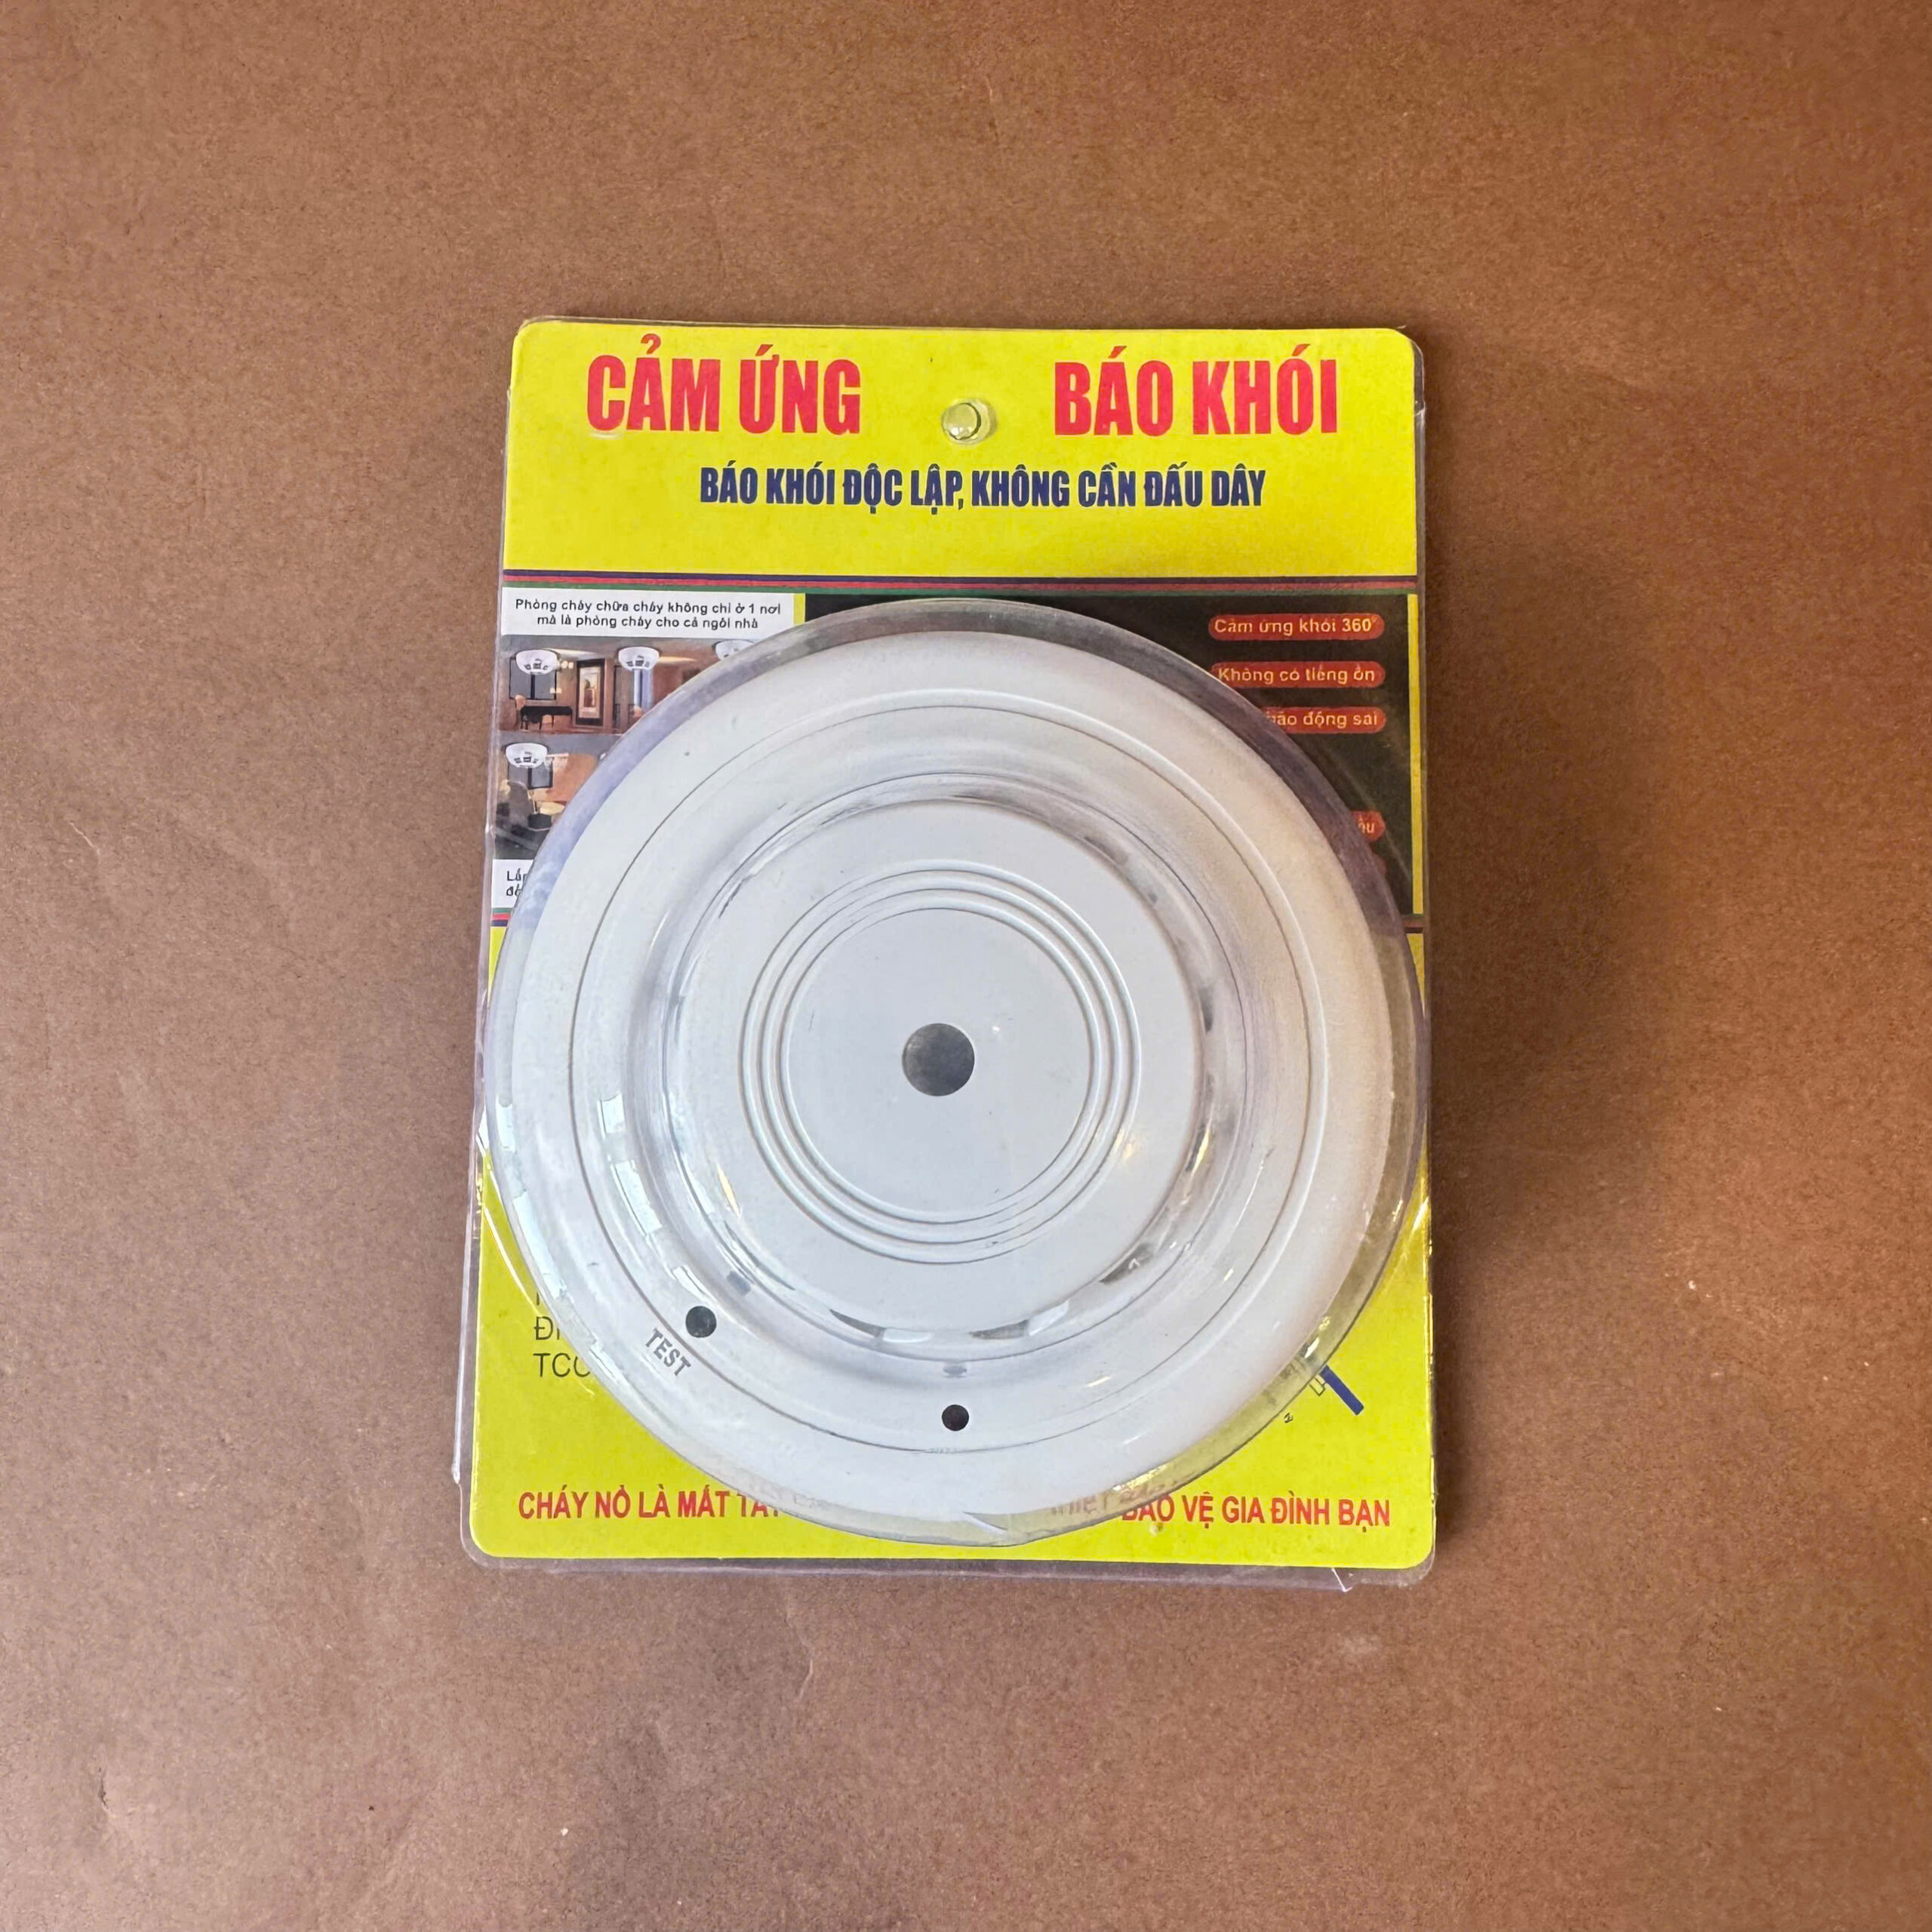 CẢM ỨNG BÁO KHÓI
BÁO KHÓI ĐỘC LẬP, KHÔNG CẦN ĐẤU DÂY
Phòng cháy chữa cháy không chỉ ở 1 nơi
mà là phòng cháy cho cả ngôi nhà
Cảm ứng khói 360°
Không có tiếng ồn
động sai
TEST
CHÁY NỔ LÀ MẤT
BẢO VỆ GIA ĐÌNH BẠN